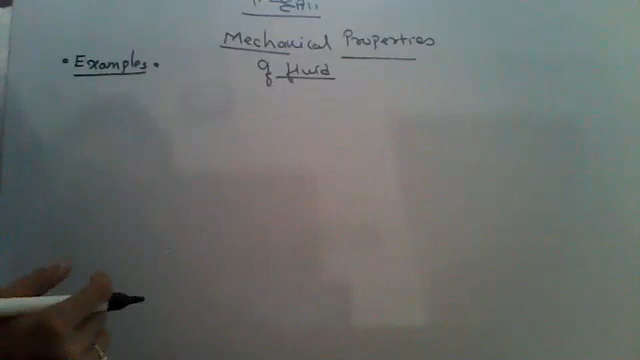 Mechanical Properties
of fluid
• Examples •